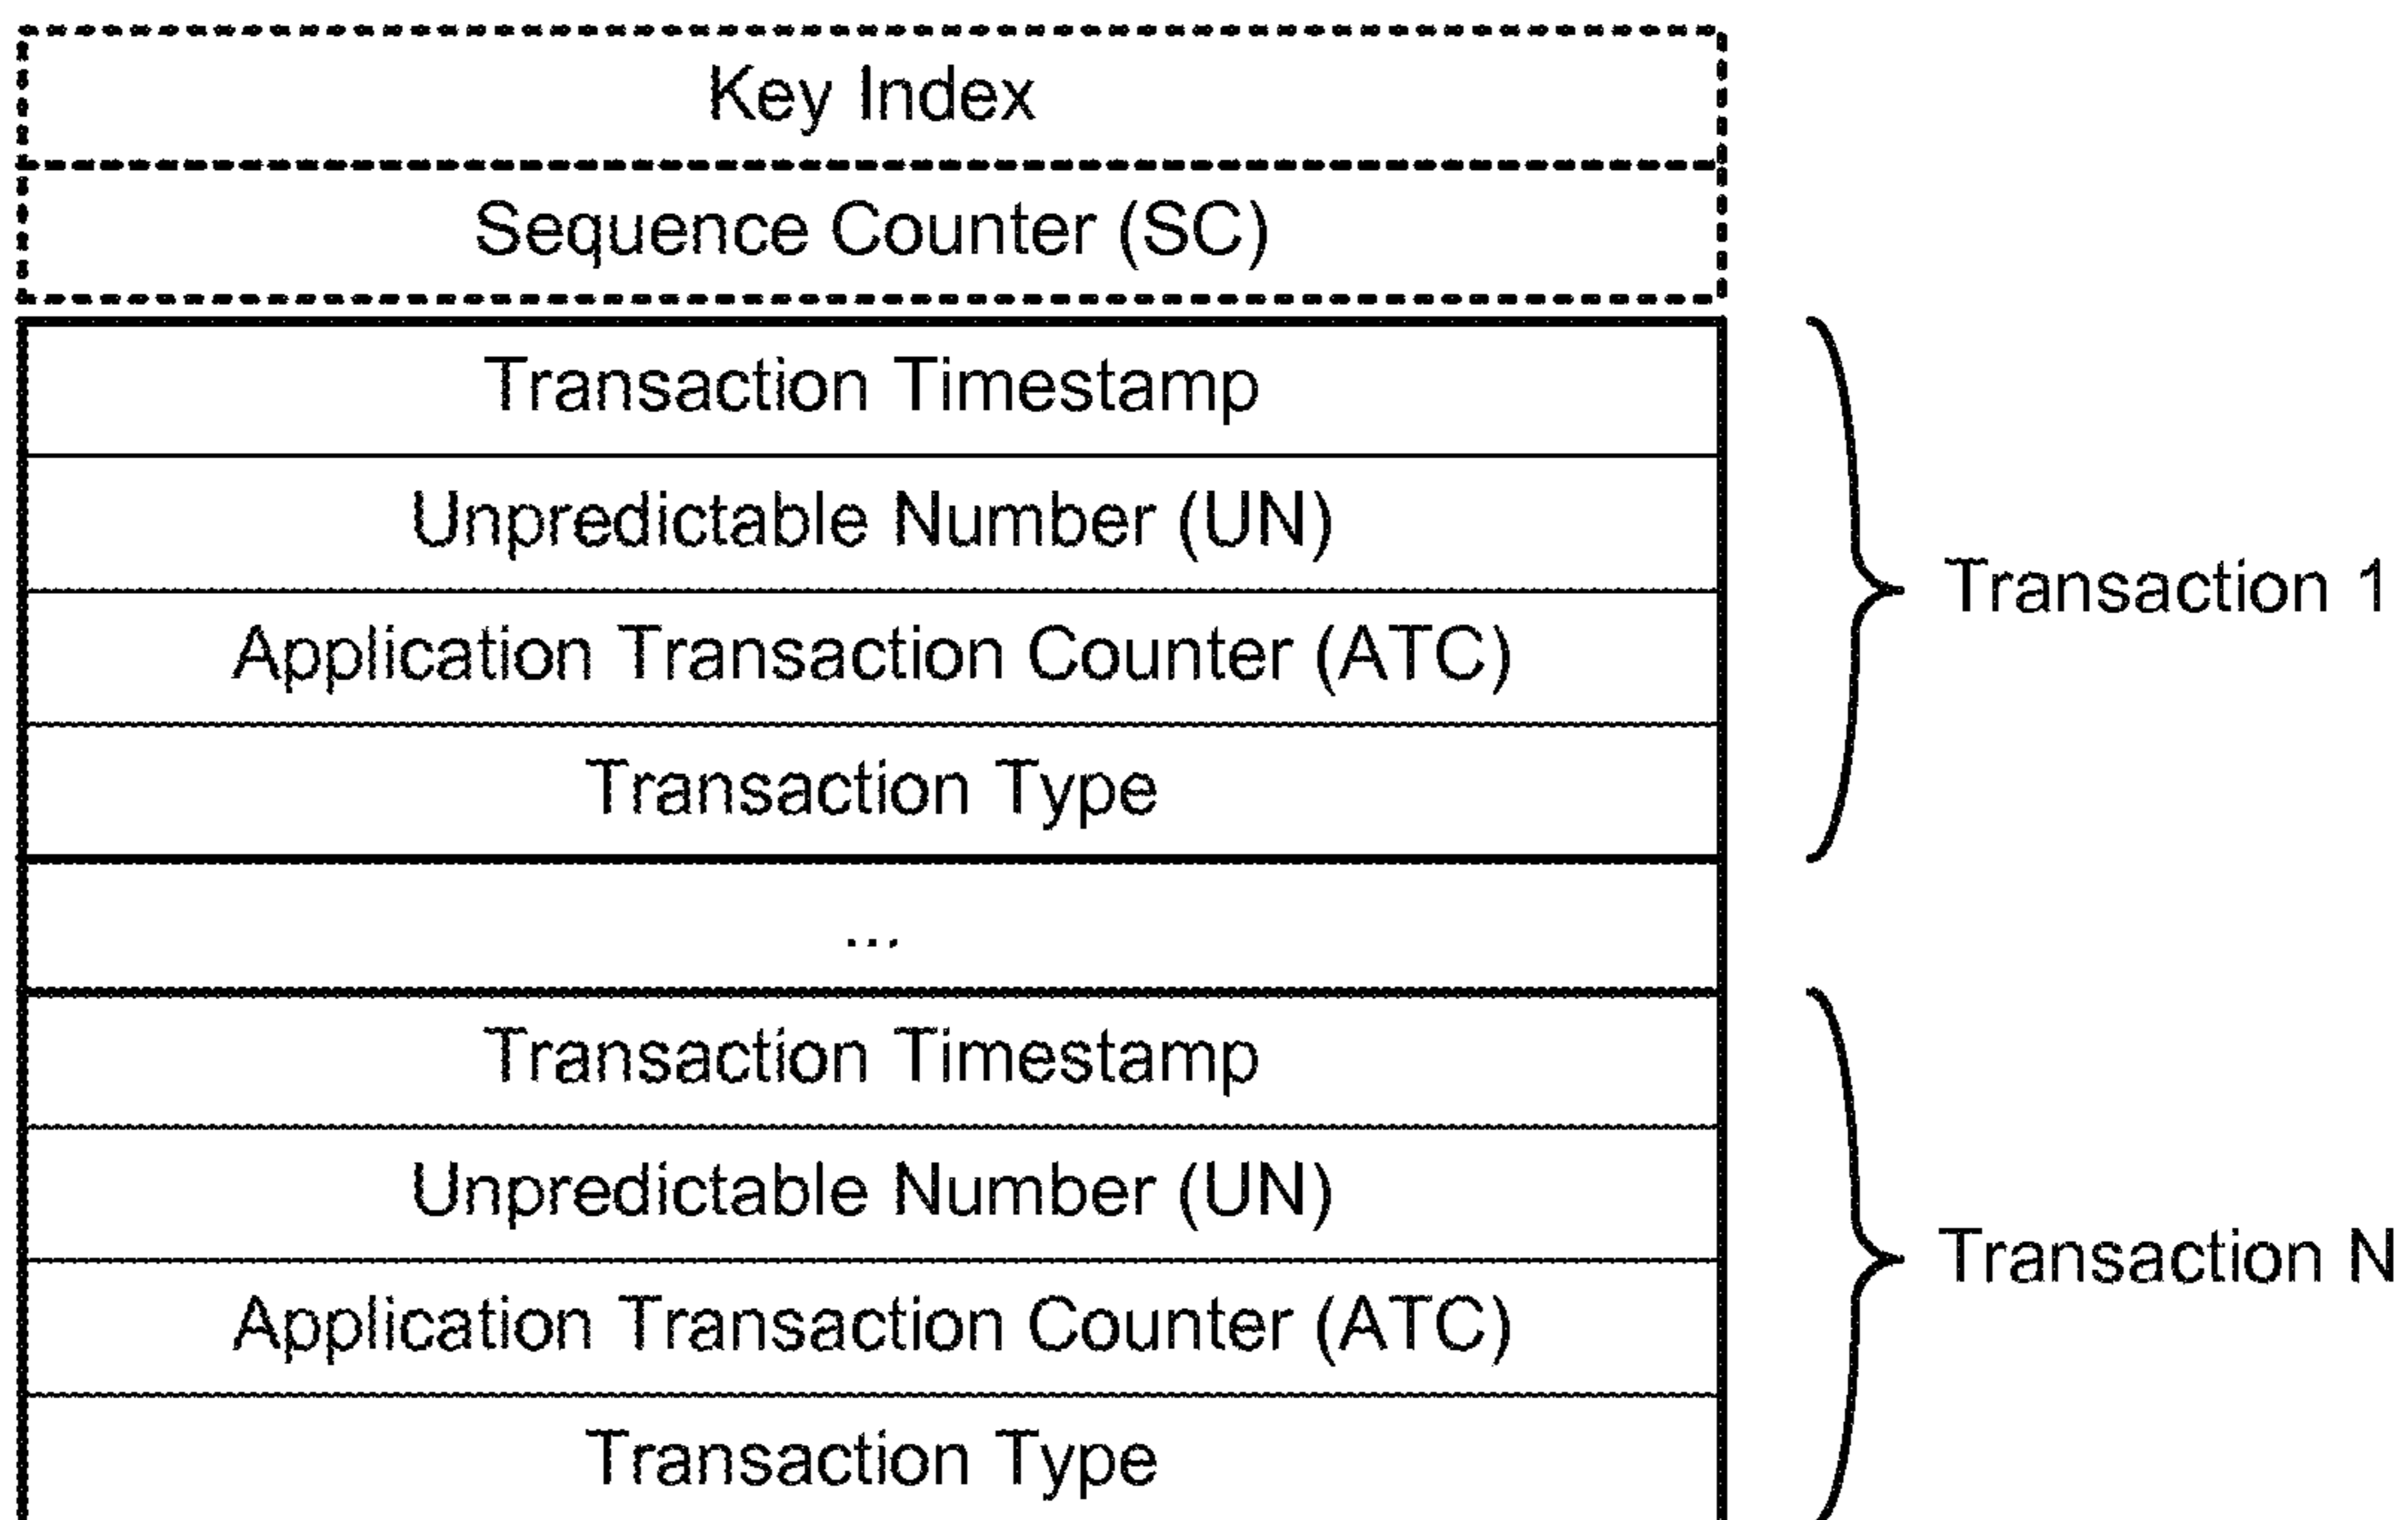 Key Index
Sequence Counter (SC)
Transaction Timestamp
Unpredictable Number (UN)
Application Transaction Counter (ATC)
Transaction Type
Transaction 1
...
Transaction Timestamp
Unpredictable Number (UN)
Application Transaction Counter (ATC)
Transaction Type
Transaction N